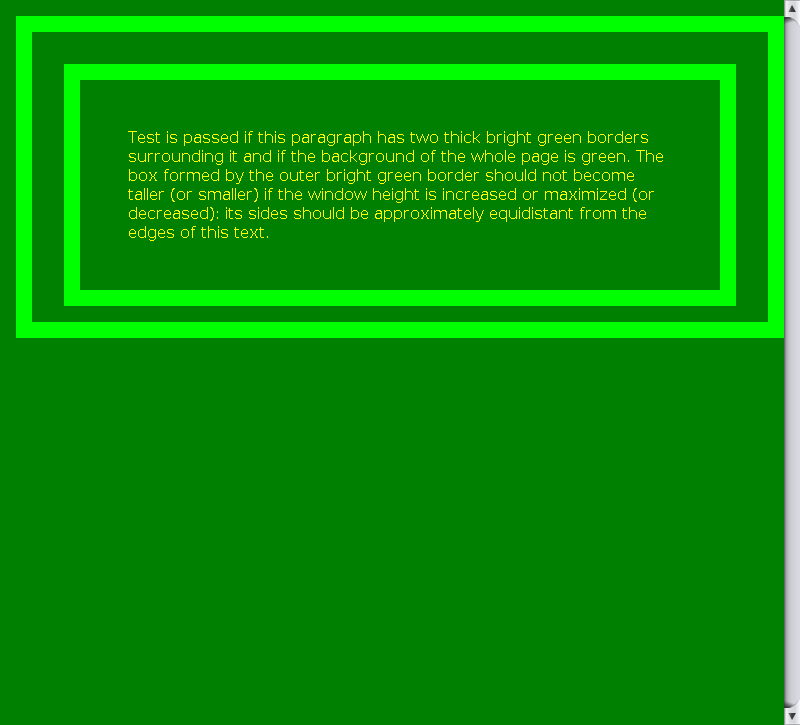 Test is passed if this paragraph has two thick bright green borders
surrounding it and if the background of the whole page is green. The
box formed by the outer bright green border should not become
taller (or smaller) if the window height is increased or maximized (or
decreased): its sides should be approximately equidistant from the
edges of this text.